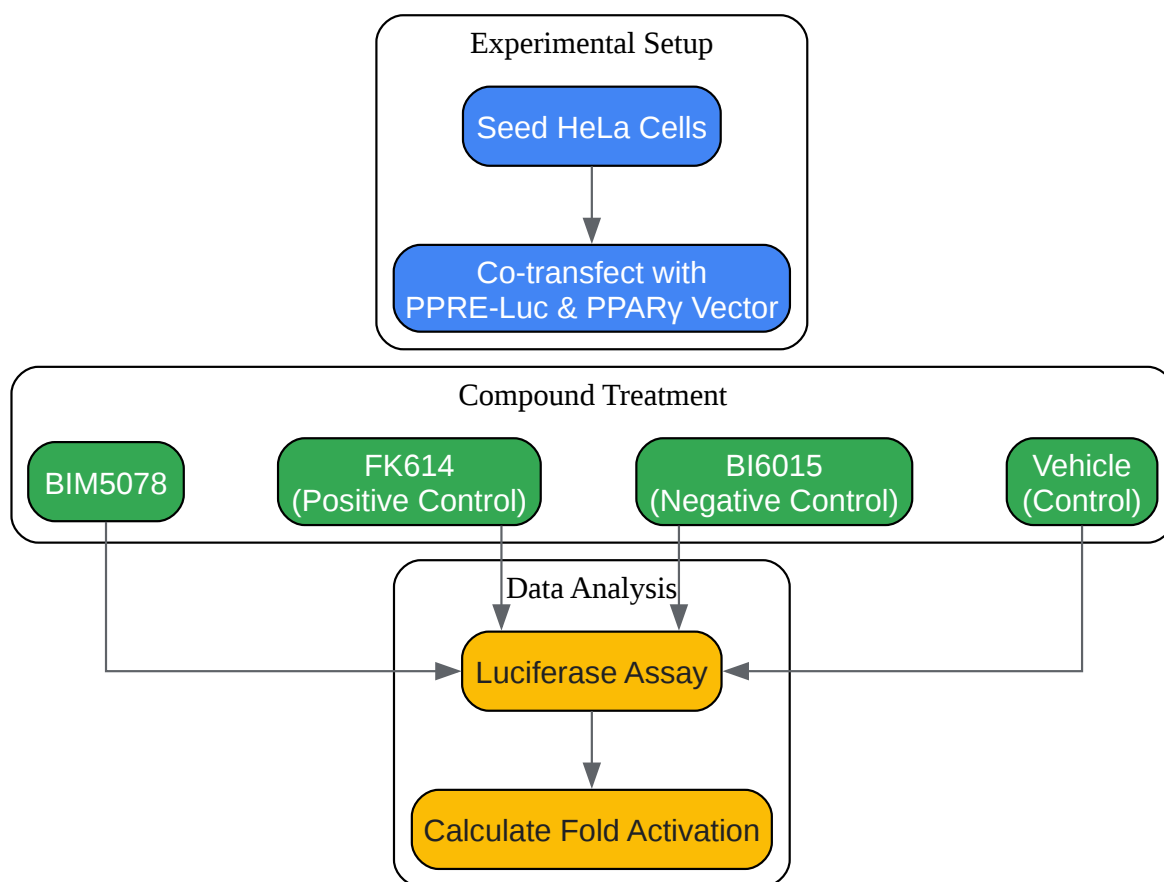 Experimental Setup
Seed HeLa Cells
Co-transfect with
PPRE-Luc & PPARγ Vector
Compound Treatment
BIM5078
FK614
(Positive Control)
BI6015
(Negative Control)
Vehicle
(Control)
Data Analysis
Luciferase Assay
Calculate Fold Activation